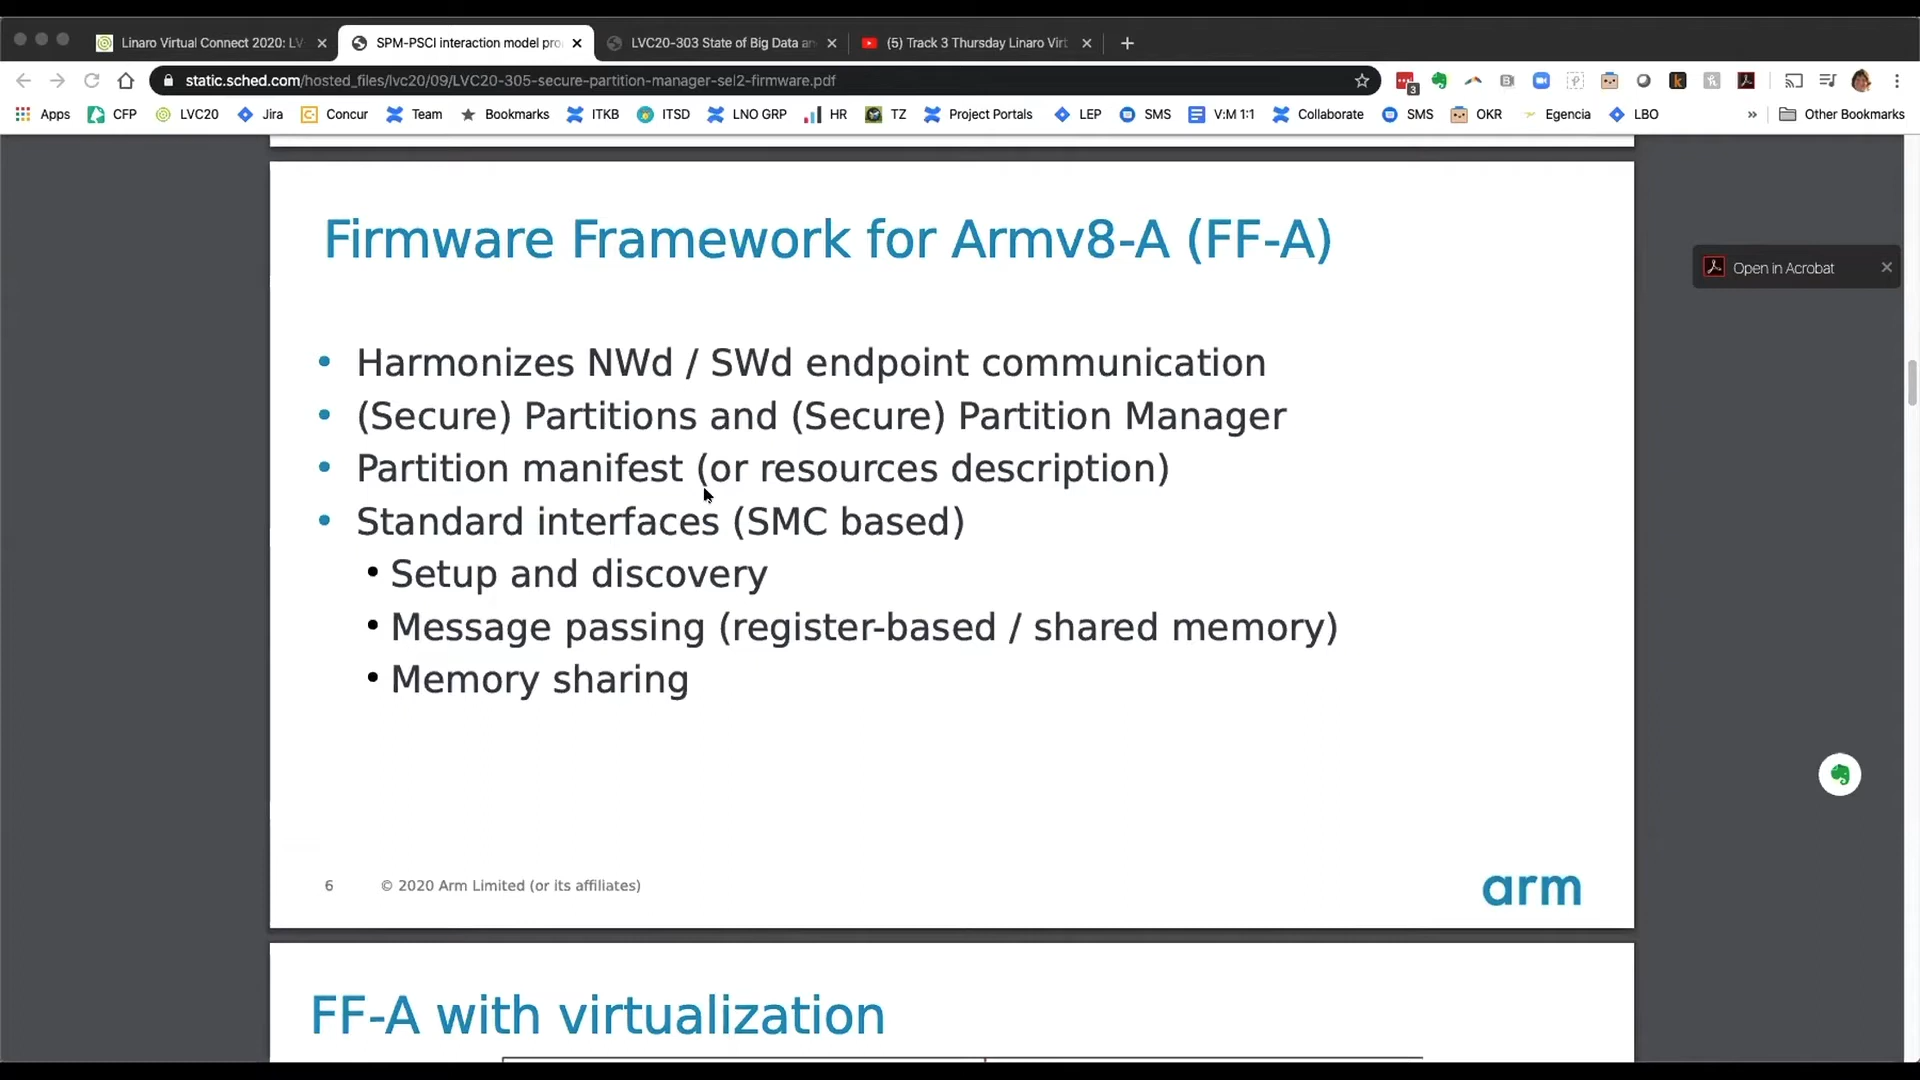 Linaro Virtual Connect 2020: LV
SPM-PSCI interaction model pro
LVC20-303 State of Big Data an
(5) Track 3 Thursday Linaro Virt
static.sched.com/hosted_files/lvc20/09/LVC20-305-secure-partition-manager-sel2-firmware.pdf
3
Apps CFP LVC20 Jira Concur Team Bookmarks ITKB ITSD LNO GRP HR TZ Project Portals LEP SMS V:M 1:1 Collaborate SMS OKR Egencia LBO » Other Bookmarks
Firmware Framework for Armv8-A (FF-A)
Open in Acrobat
• Harmonizes NWd / SWd endpoint communication
• (Secure) Partitions and (Secure) Partition Manager
• Partition manifest (or resources description)
• Standard interfaces (SMC based)
• Setup and discovery
• Message passing (register-based / shared memory)
• Memory sharing
6 © 2020 Arm Limited (or its affiliates)
arm
FF-A with virtualization